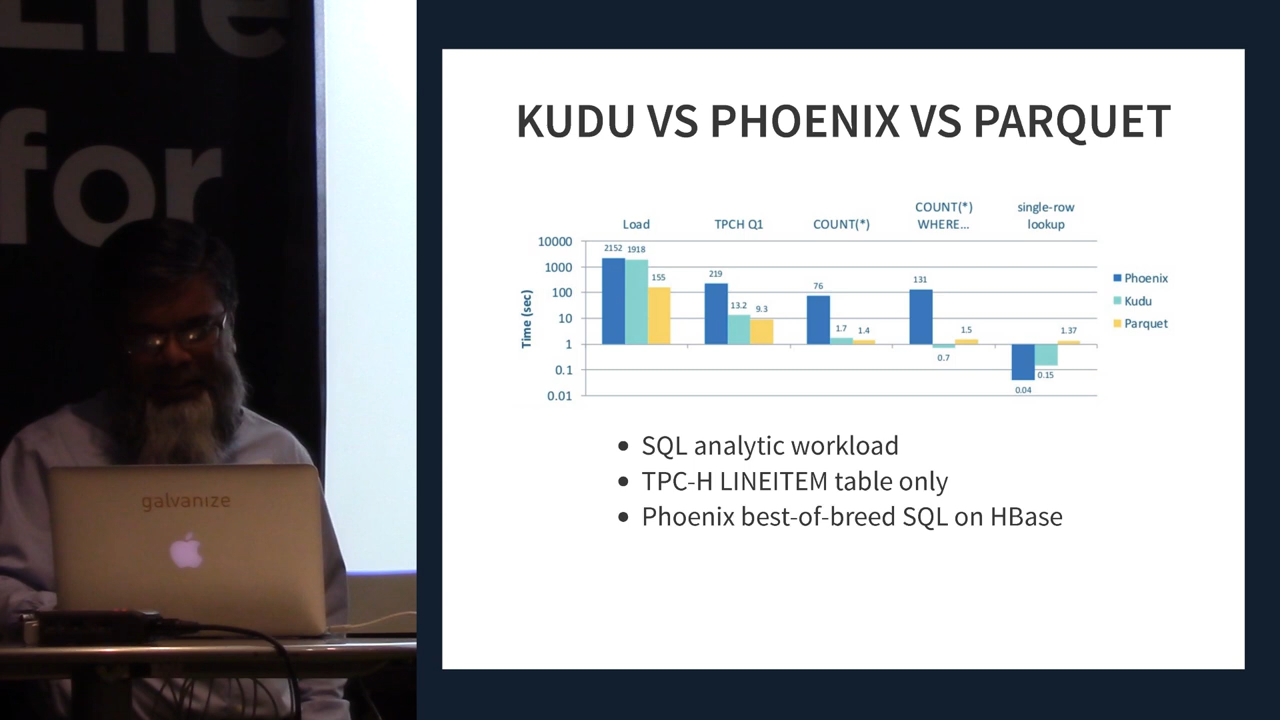 Life
for
galvanize
KUDU VS PHOENIX VS PARQUET
Load
TPCH Q1
COUNT(*)
COUNT(*)
WHERE...
single-row
lookup
Time (sec)
10000
1000
100
10
1
0.1
0.01
2152 1918
155
219
13.2
9.3
76
1.7
1.4
131
0.7
1.5
0.04
0.15
1.37
Phoenix
Kudu
Parquet
• SQL analytic workload
• TPC-H LINEITEM table only
• Phoenix best-of-breed SQL on HBase